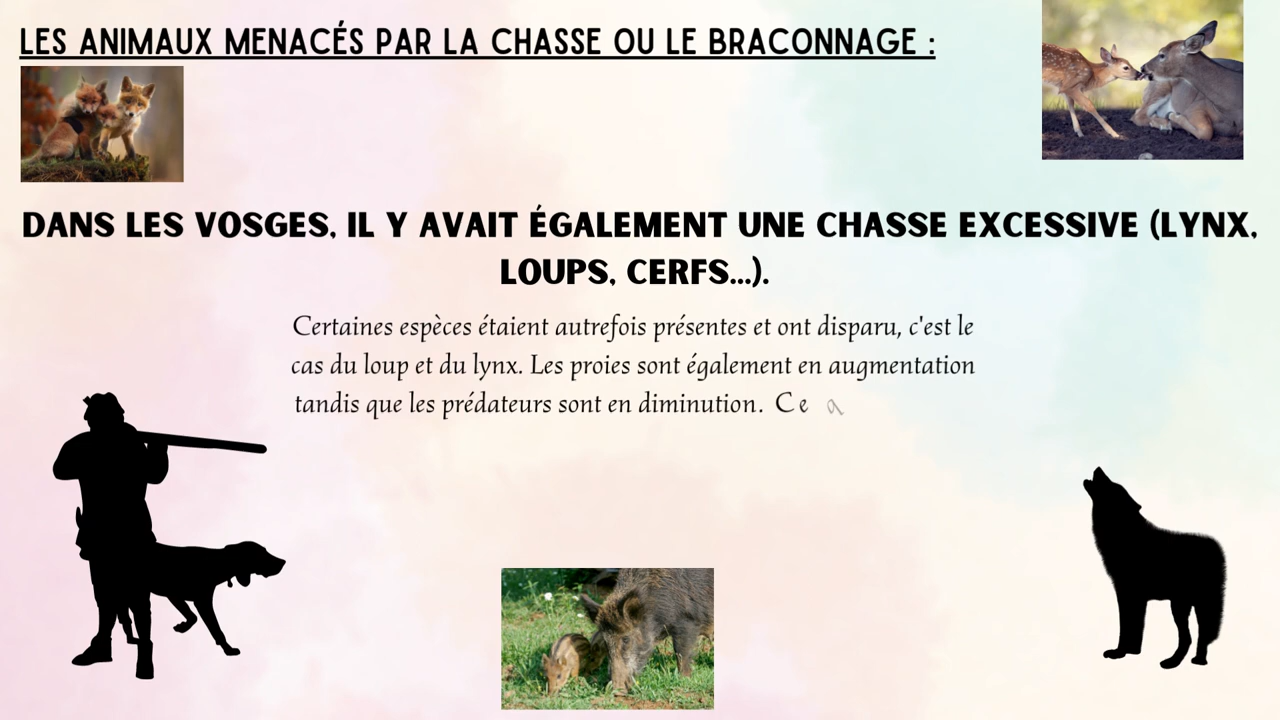 LES ANIMAUX MENACÉS PAR LA CHASSE OU LE BRACONNAGE :
DANS LES VOSGES, IL Y AVAIT ÉGALEMENT UNE CHASSE EXCESSIVE (LYNX,
LOUPS, CERFS...).
Certaines espèces étaient autrefois présentes et ont disparu, c'est le
cas du loup et du lynx. Les proies sont également en augmentation
tandis que les prédateurs sont en diminution. Ce a